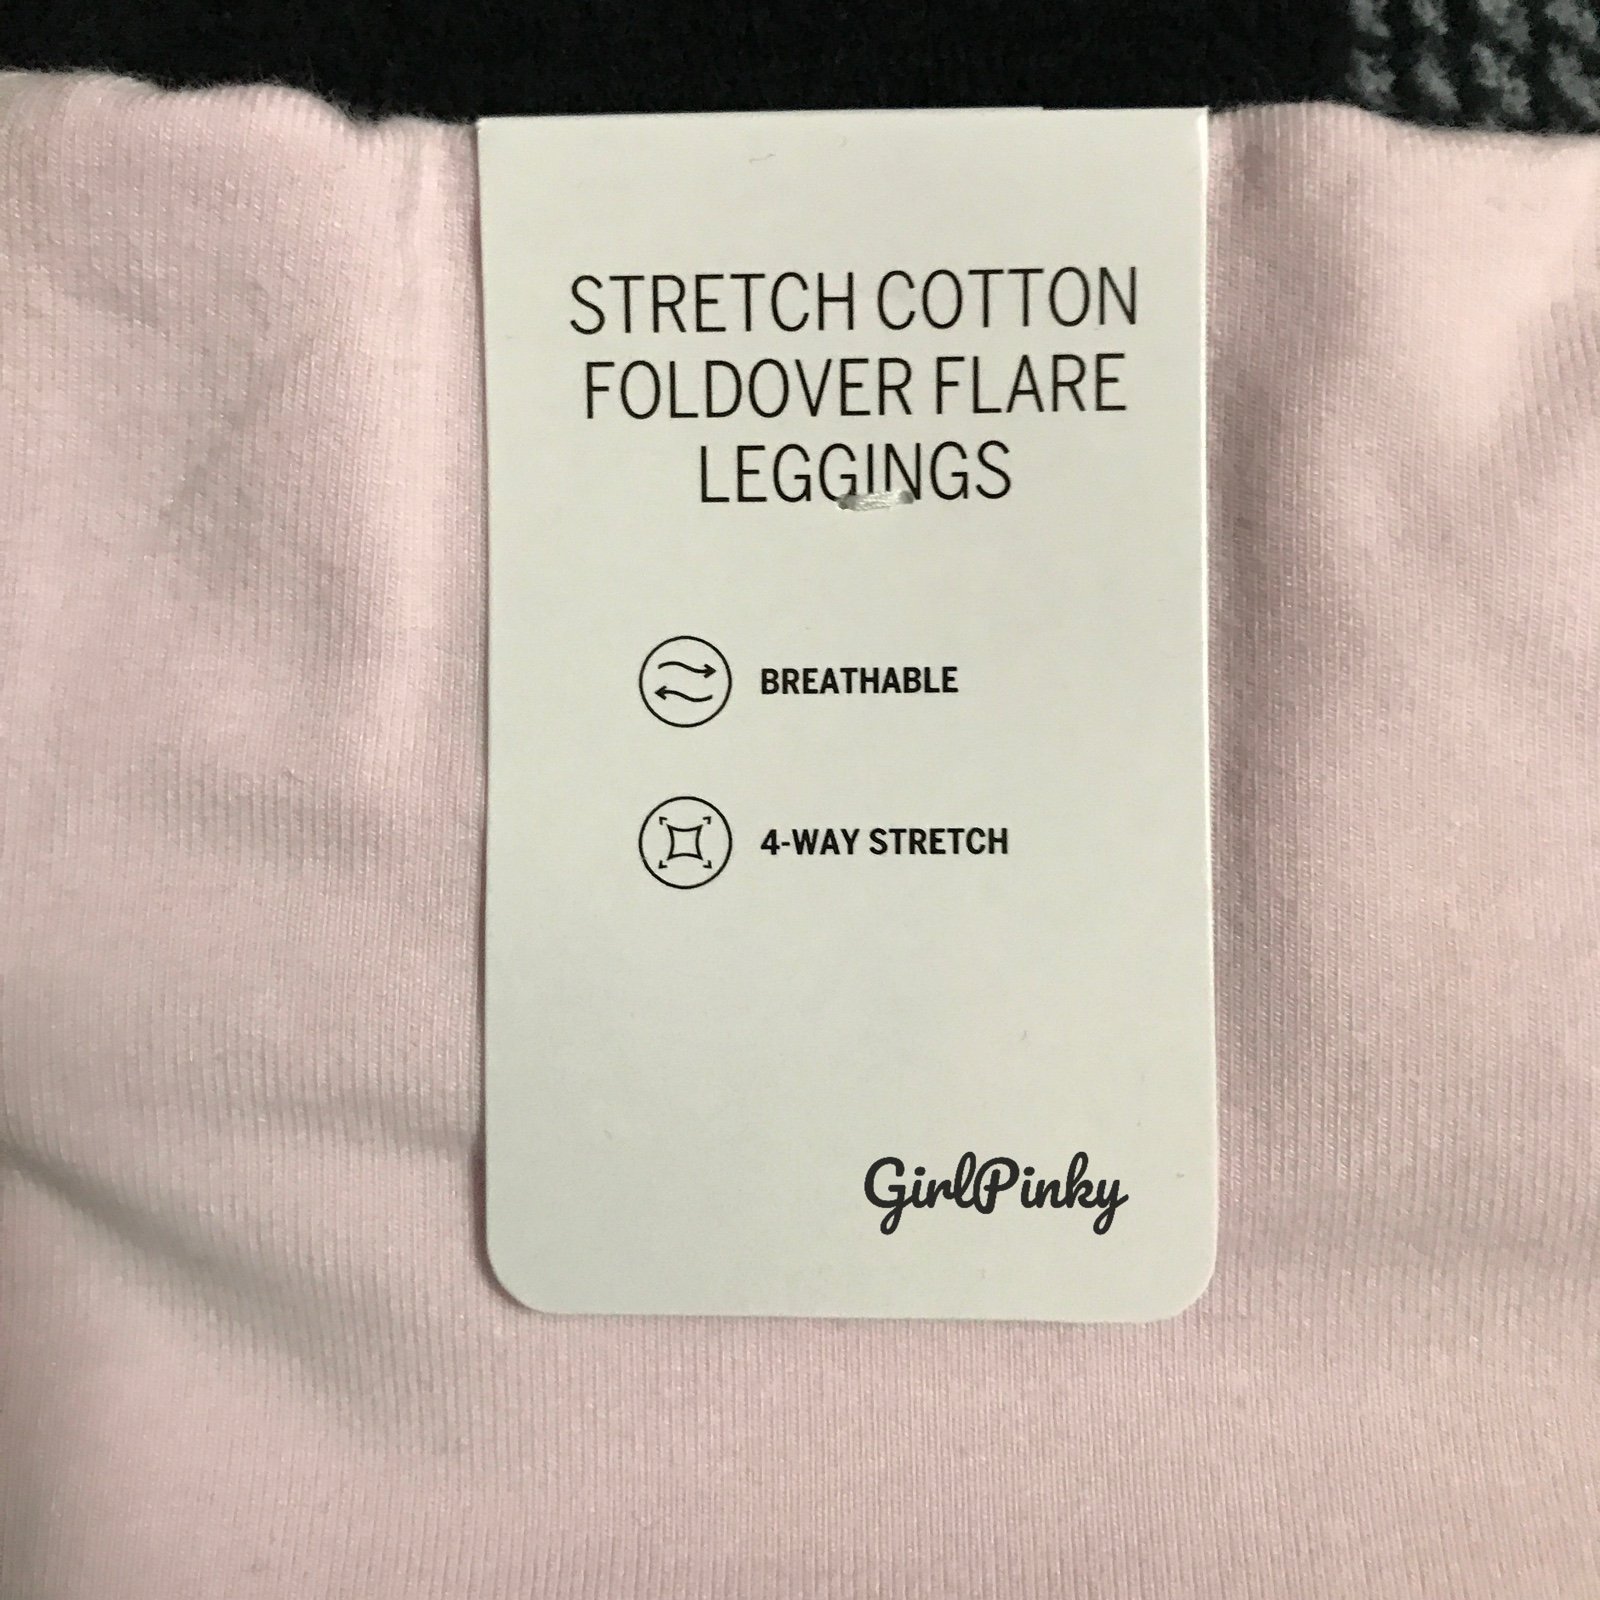 STRETCH COTTON
FOLDOVER FLARE
LEGGINGS
BREATHABLE
4-WAY STRETCH
GirlPinky